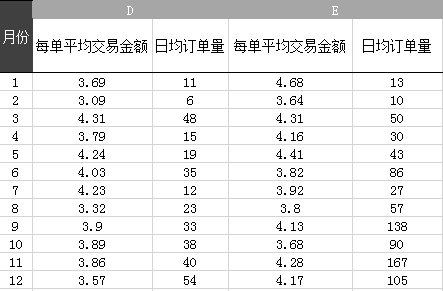 D E
月份 每单平均交易金额 日均订单量 每单平均交易金额 日均订单量
1 3.69 11 4.68 13
2 3.09 6 3.64 10
3 4.31 48 4.31 50
4 3.79 15 4.16 30
5 4.24 19 4.41 43
6 4.03 35 3.82 86
7 4.23 12 3.92 27
8 3.32 23 3.8 57
9 3.9 33 4.13 138
10 3.89 38 3.68 90
11 3.86 40 4.28 167
12 3.57 54 4.17 105